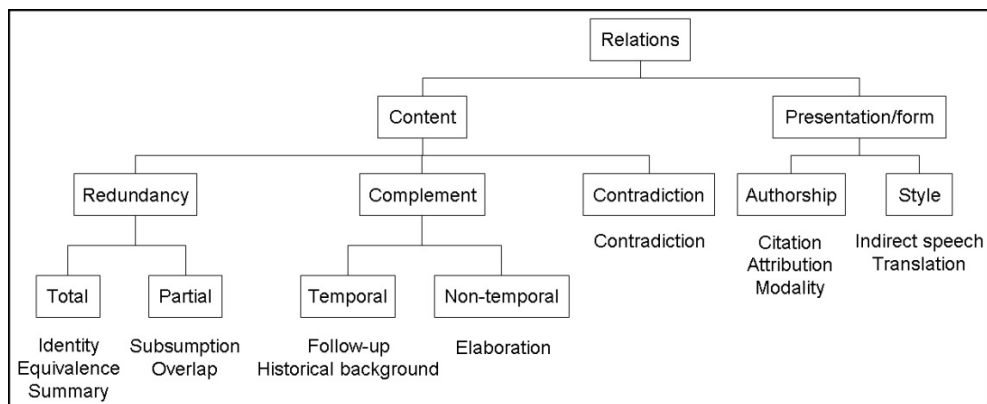 Relations
Content
Presentation/form
Redundancy
Complement
Contradiction
Authorship
Style
Contradiction
Citation
Attribution
Modality
Indirect speech
Translation
Total
Partial
Temporal
Non-temporal
Identity
Equivalence
Summary
Subsumption
Overlap
Follow-up
Historical background
Elaboration